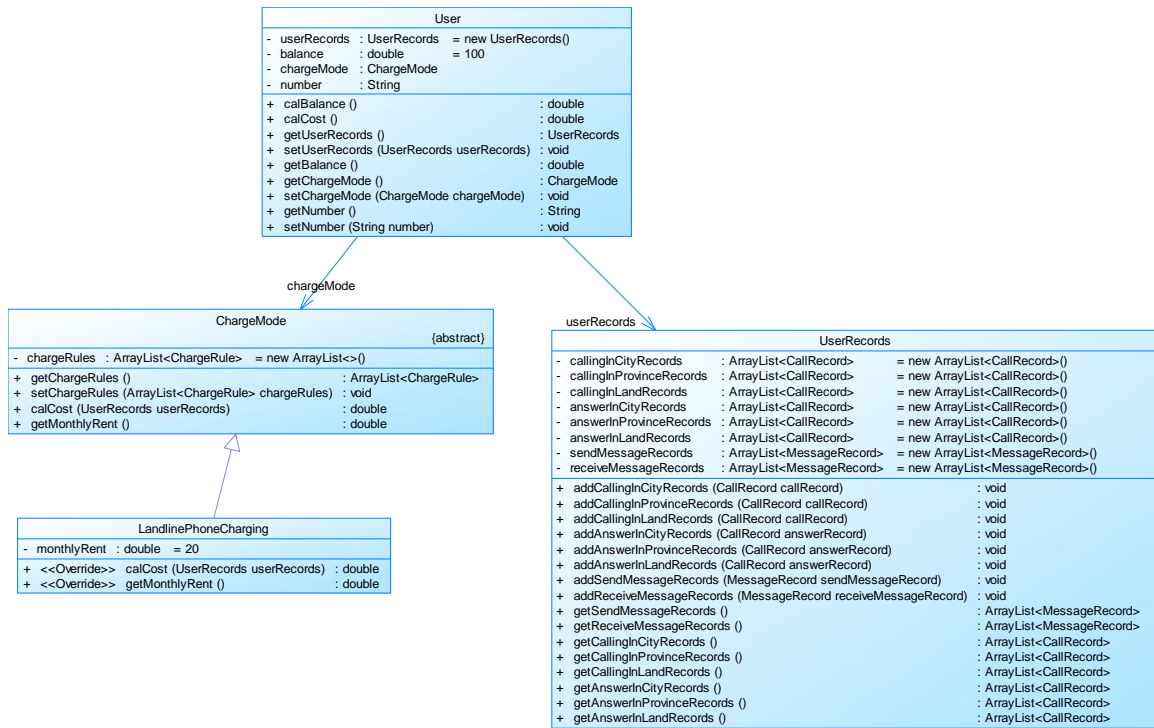 User
- userRecords : UserRecords = new UserRecords()
- balance : double = 100
- chargeMode : ChargeMode
- number : String
+ calBalance () : double
+ calCost () : double
+ getUserRecords () : UserRecords
+ setUserRecords (UserRecords userRecords) : void
+ getBalance () : double
+ getChargeMode () : ChargeMode
+ setChargeMode (ChargeMode chargeMode) : void
+ getNumber () : String
+ setNumber (String number) : void
chargeMode
ChargeMode
{abstract}
- chargeRules : ArrayList<ChargeRule> = new ArrayList<>()
+ getChargeRules () : ArrayList<ChargeRule>
+ setChargeRules (ArrayList<ChargeRule> chargeRules) : void
+ calCost (UserRecords userRecords) : double
+ getMonthlyRent () : double
LandlinePhoneCharging
- monthlyRent : double = 20
+ <<Override>> calCost (UserRecords userRecords) : double
+ <<Override>> getMonthlyRent () : double
userRecords
UserRecords
- callingInCityRecords : ArrayList<CallRecord> = new ArrayList<CallRecord>()
- callingInProvinceRecords : ArrayList<CallRecord> = new ArrayList<CallRecord>()
- callingInLandRecords : ArrayList<CallRecord> = new ArrayList<CallRecord>()
- answerInCityRecords : ArrayList<CallRecord> = new ArrayList<CallRecord>()
- answerInProvinceRecords : ArrayList<CallRecord> = new ArrayList<CallRecord>()
- answerInLandRecords : ArrayList<CallRecord> = new ArrayList<CallRecord>()
- sendMessageRecords : ArrayList<MessageRecord> = new ArrayList<MessageRecord>()
- receiveMessageRecords : ArrayList<MessageRecord> = new ArrayList<MessageRecord>()
+ addCallingInCityRecords (CallRecord callRecord) : void
+ addCallingInProvinceRecords (CallRecord callRecord) : void
+ addCallingInLandRecords (CallRecord callRecord) : void
+ addAnswerInCityRecords (CallRecord answerRecord) : void
+ addAnswerInProvinceRecords (CallRecord answerRecord) : void
+ addAnswerInLandRecords (CallRecord answerRecord) : void
+ addSendMessageRecords (MessageRecord sendMessageRecord) : void
+ addReceiveMessageRecords (MessageRecord receiveMessageRecord) : void
+ getSendMessageRecords () : ArrayList<MessageRecord>
+ getReceiveMessageRecords () : ArrayList<MessageRecord>
+ getCallingInCityRecords () : ArrayList<CallRecord>
+ getCallingInProvinceRecords () : ArrayList<CallRecord>
+ getCallingInLandRecords () : ArrayList<CallRecord>
+ getAnswerInCityRecords () : ArrayList<CallRecord>
+ getAnswerInProvinceRecords () : ArrayList<CallRecord>
+ getAnswerInLandRecords () : ArrayList<CallRecord>